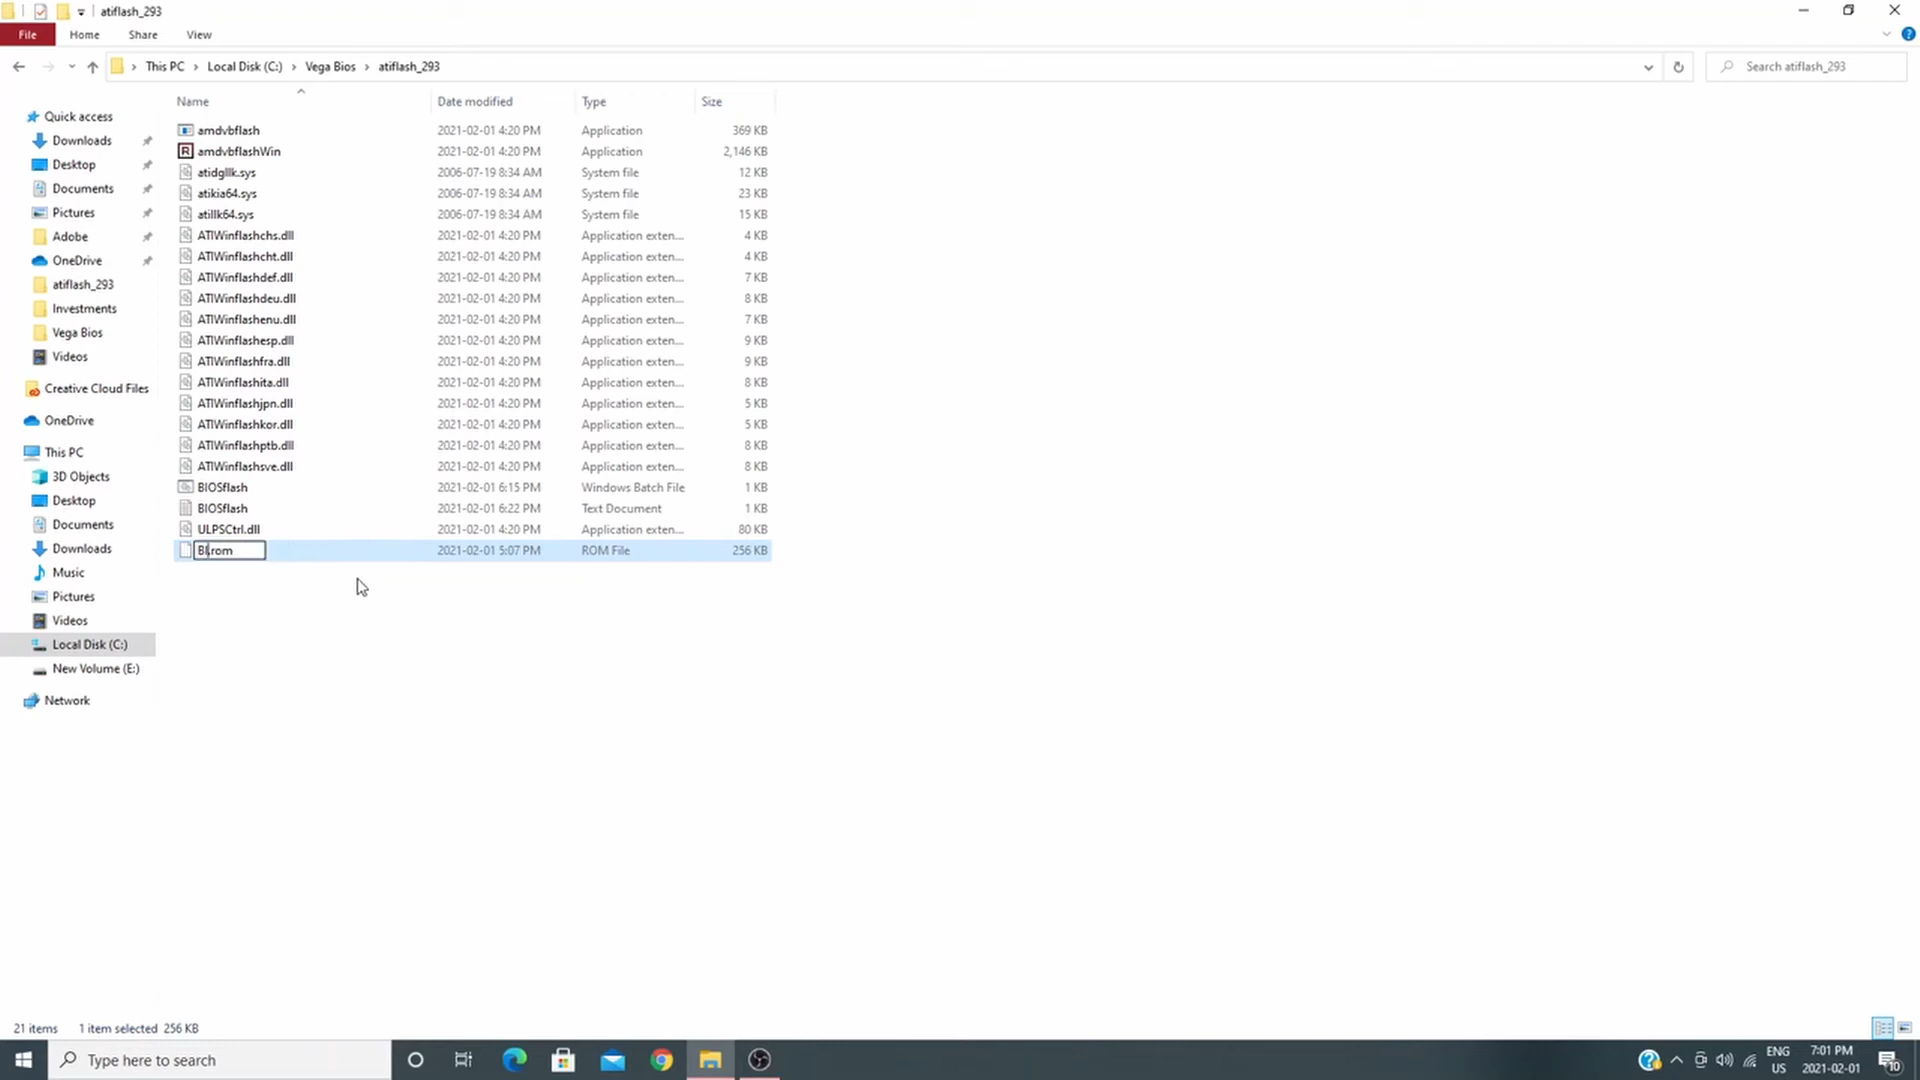 atiflash_293
File Home Share View
This PC Local Disk (C:) Vega Bios atiflash_293 Search atiflash_293
Name Date modified Type Size
Quick access
Downloads
Desktop
Documents
Pictures
Adobe
OneDrive
atiflash_293
Investments
Vega Bios
Videos
Creative Cloud Files
OneDrive
This PC
3D Objects
Desktop
Documents
Downloads
Music
Pictures
Videos
Local Disk (C:)
New Volume (E:)
Network
amdvbflash 2021-02-01 4:20 PM Application 369 KB
amdvbflashWin 2021-02-01 4:20 PM Application 2,146 KB
atidgllk.sys 2006-07-19 8:34 AM System file 12 KB
atikia64.sys 2006-07-19 8:34 AM System file 23 KB
atillk64.sys 2006-07-19 8:34 AM System file 15 KB
ATIWinflashchs.dll 2021-02-01 4:20 PM Application exten... 4 KB
ATIWinflashcht.dll 2021-02-01 4:20 PM Application exten... 4 KB
ATIWinflashdef.dll 2021-02-01 4:20 PM Application exten... 7 KB
ATIWinflashdeu.dll 2021-02-01 4:20 PM Application exten... 8 KB
ATIWinflashenu.dll 2021-02-01 4:20 PM Application exten... 7 KB
ATIWinflashesp.dll 2021-02-01 4:20 PM Application exten... 9 KB
ATIWinflashfra.dll 2021-02-01 4:20 PM Application exten... 9 KB
ATIWinflashita.dll 2021-02-01 4:20 PM Application exten... 8 KB
ATIWinflashjpn.dll 2021-02-01 4:20 PM Application exten... 5 KB
ATIWinflashkor.dll 2021-02-01 4:20 PM Application exten... 5 KB
ATIWinflashptb.dll 2021-02-01 4:20 PM Application exten... 8 KB
ATIWinflashsve.dll 2021-02-01 4:20 PM Application exten... 8 KB
BIOSflash 2021-02-01 6:15 PM Windows Batch File 1 KB
BIOSflash 2021-02-01 6:22 PM Text Document 1 KB
ULPSCtrl.dll 2021-02-01 4:20 PM Application exten... 80 KB
BI.rom 2021-02-01 5:07 PM ROM File 256 KB
21 items 1 item selected 256 KB
Type here to search
ENG
US
7:01 PM
2021-02-01
10